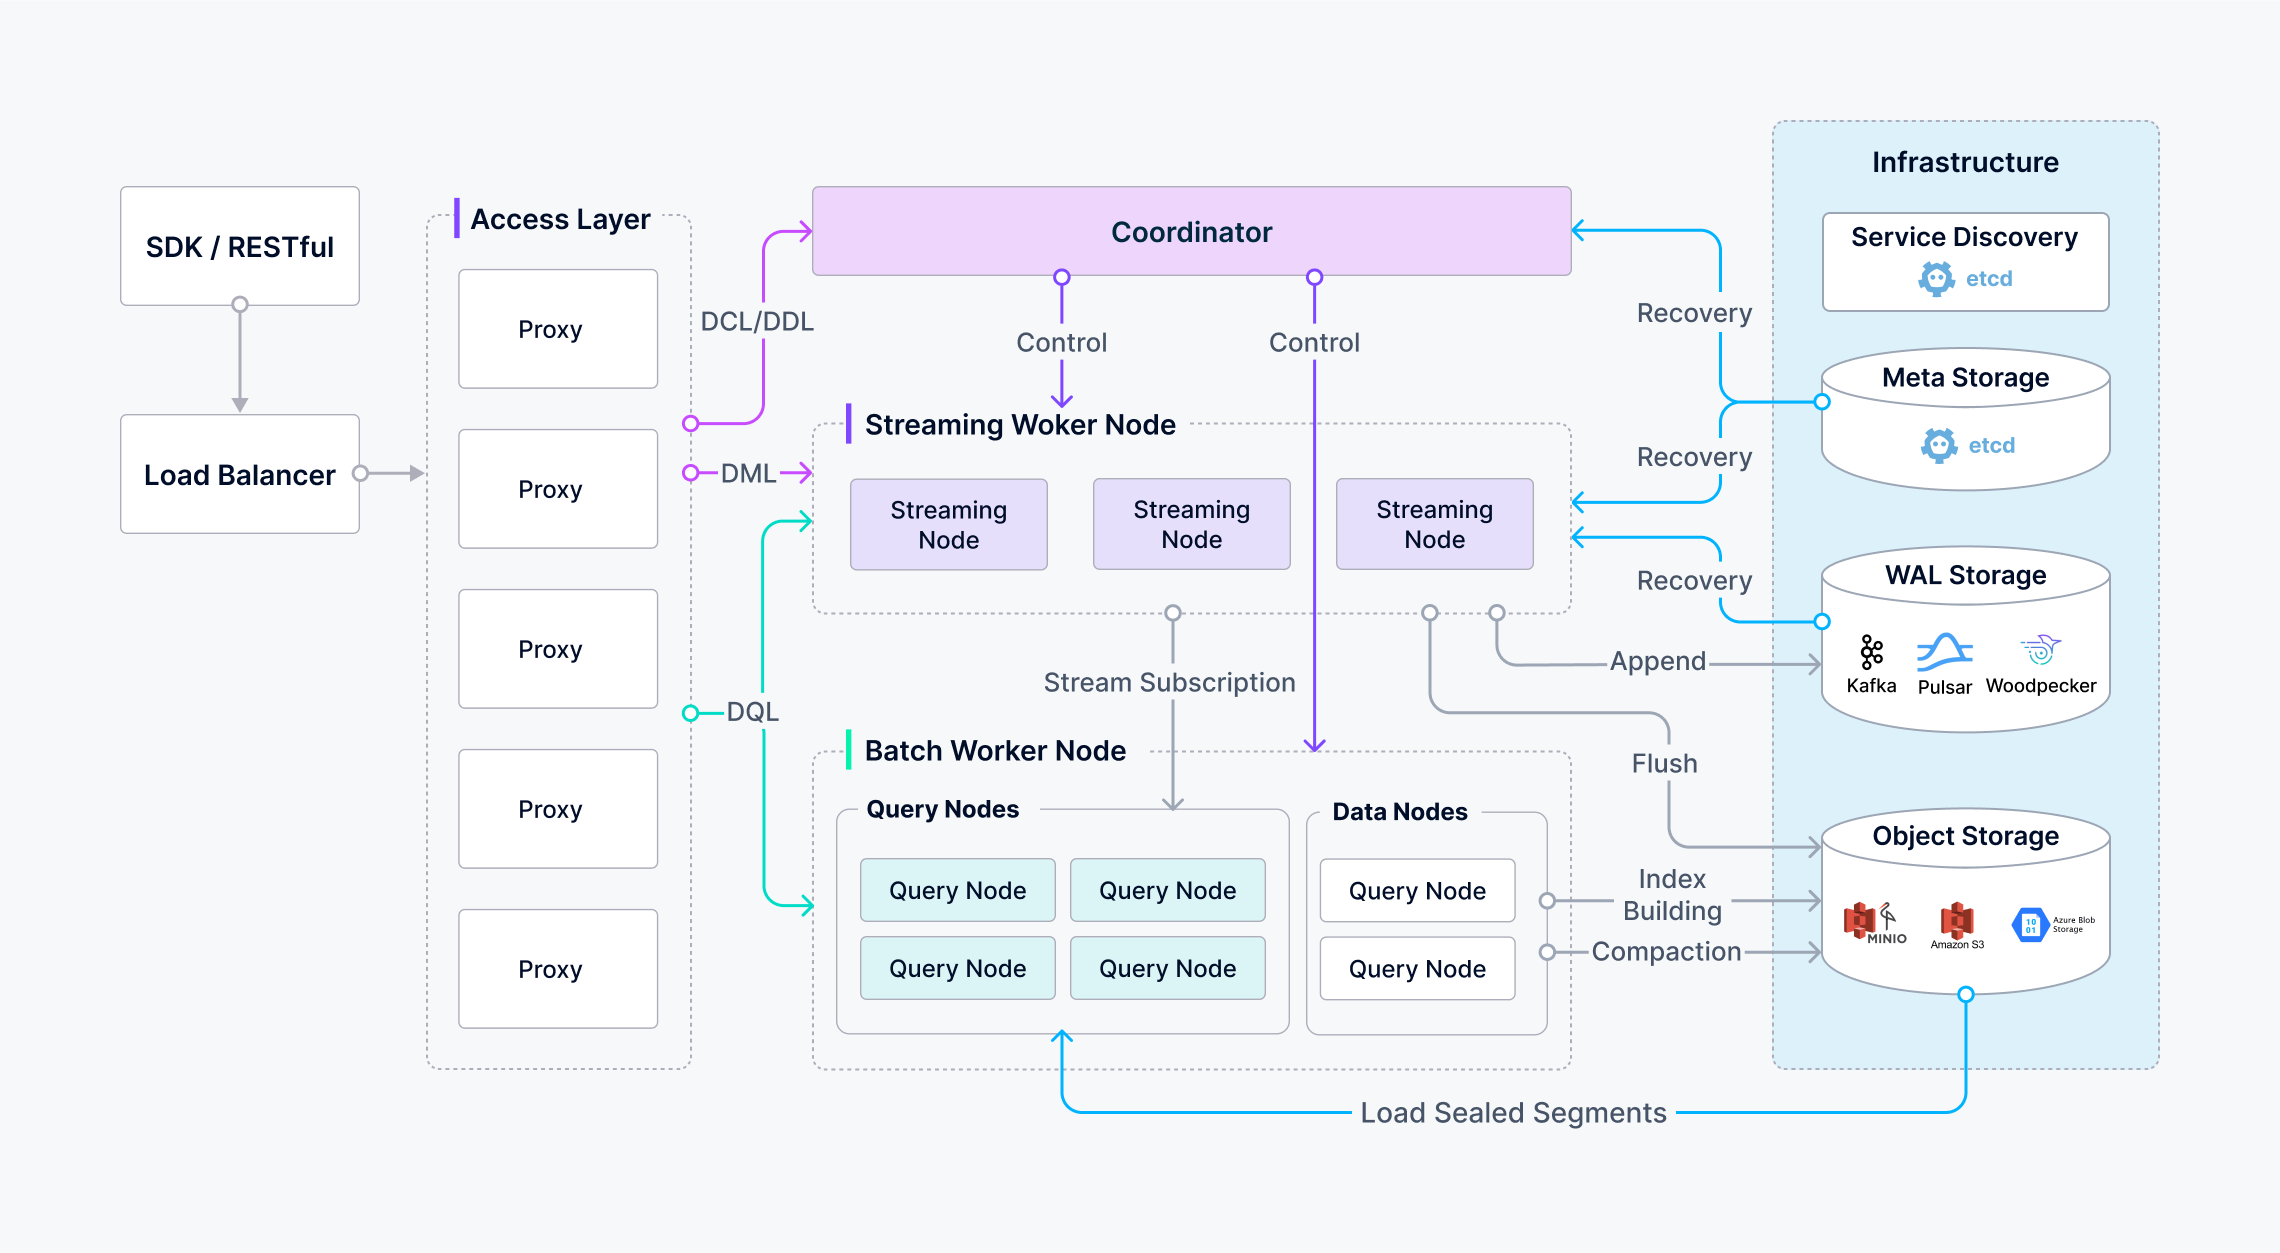 SDK / RESTful
Load Balancer
Access Layer
Proxy
Proxy
Proxy
Proxy
Proxy
DCL/DDL
DML
DQL
Coordinator
Control
Control
Streaming Woker Node
Streaming
Node
Streaming
Node
Streaming
Node
Stream Subscription
Batch Worker Node
Query Nodes
Query Node
Query Node
Query Node
Query Node
Data Nodes
Query Node
Query Node
Recovery
Recovery
Recovery
Append
Flush
Index
Building
Compaction
Load Sealed Segments
Infrastructure
Service Discovery
etcd
Meta Storage
etcd
WAL Storage
Kafka
Pulsar
Woodpecker
Object Storage
MINIO
Amazon S3
10
01
Azure Blob
Storage